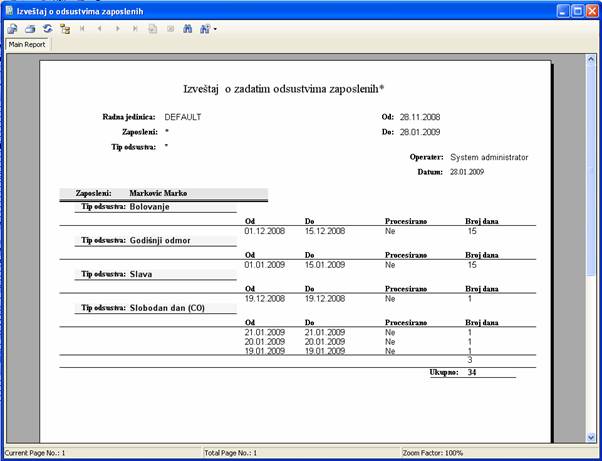 Izveštaj o odsustvima zaposlenih
Main Report
Izveštaj o zadatim odsustvima zaposlenih*
Radna jedinica: DEFAULT Od: 28.11.2008
Zaposleni: * Do: 28.01.2009
Tip odsustva: *
Operater: System administrator
Datum: 28.01.2009
Zaposleni: Markovic Marko
Tip odsustva: Bolovanje
Od Do Procesirano Broj dana
01.12.2008 15.12.2008 Ne 15
Tip odsustva: Godišnji odmor
Od Do Procesirano Broj dana
01.01.2009 15.01.2009 Ne 15
Tip odsustva: Slava
Od Do Procesirano Broj dana
19.12.2008 19.12.2008 Ne 1
Tip odsustva: Slobodan dan (CO)
Od Do Procesirano Broj dana
21.01.2009 21.01.2009 Ne 1
20.01.2009 20.01.2009 Ne 1
19.01.2009 19.01.2009 Ne 1
3
Ukupno: 34
Current Page No.: 1 Total Page No.: 1 Zoom Factor: 100%